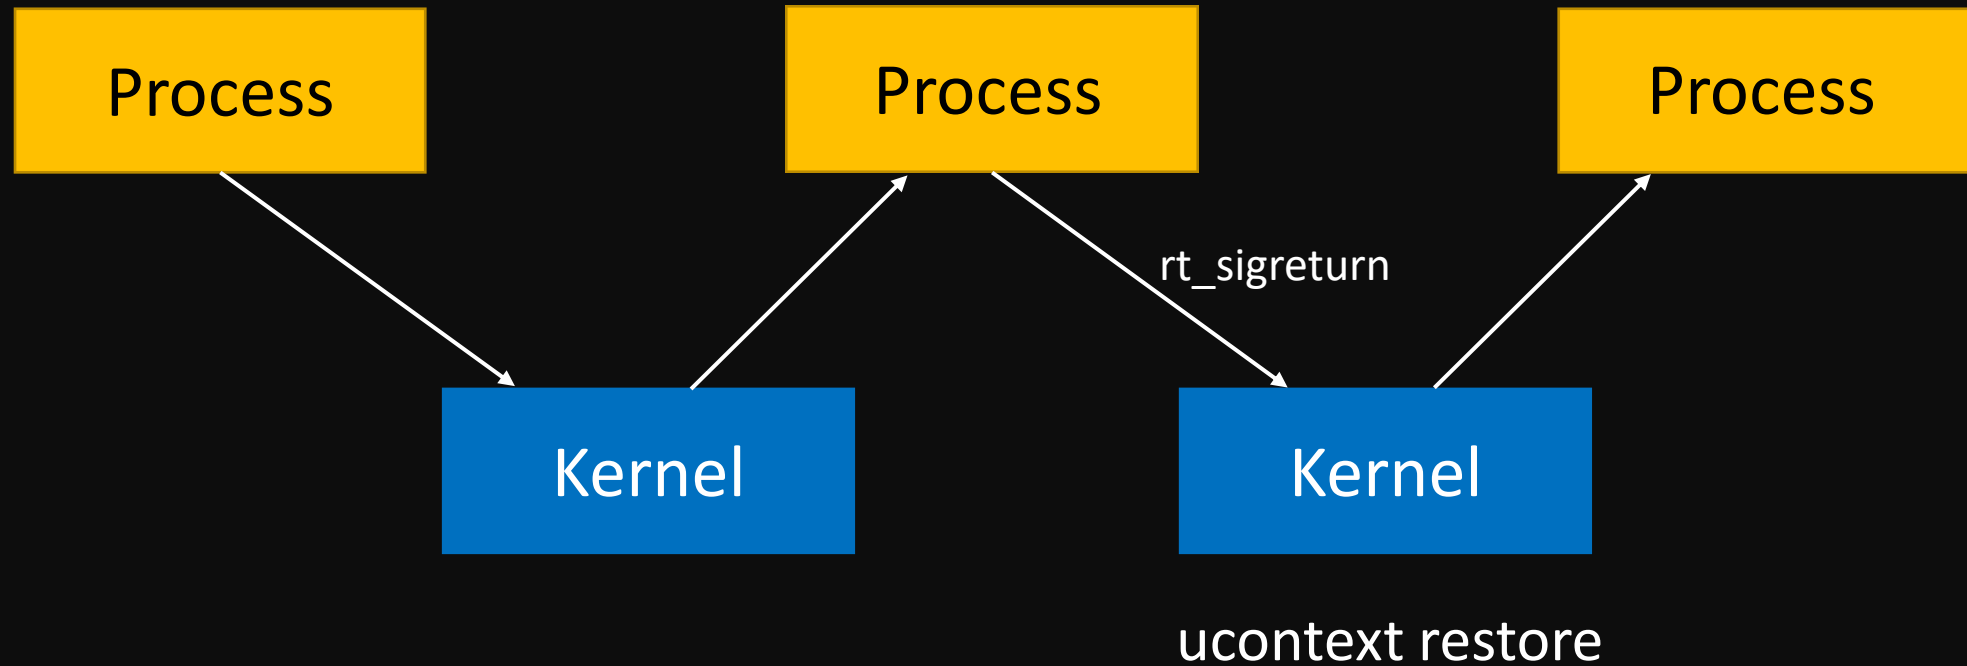 Process
Process
Process
rt_sigreturn
Kernel
Kernel
ucontext restore